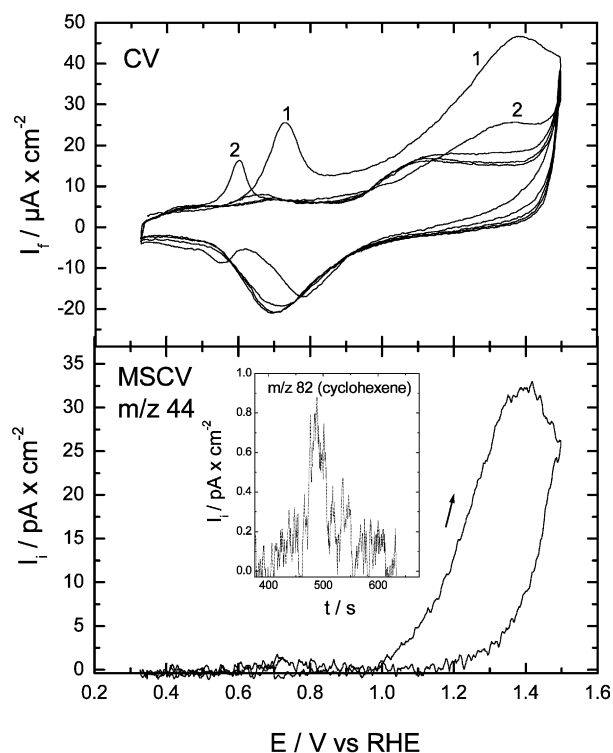 CV
1
1
2
2
50
40
30
20
10
0
-10
-20
I_f / µA x cm⁻²
MSCV
m/z 44
35
30
25
20
15
10
5
0
I_i / pA x cm⁻²
m/z 82 (cyclohexene)
1.0
0.8
0.6
0.4
0.2
0.0
I_i / pA x cm⁻²
400 500 600
t / s
0.2 0.4 0.6 0.8 1.0 1.2 1.4 1.6
E / V vs RHE